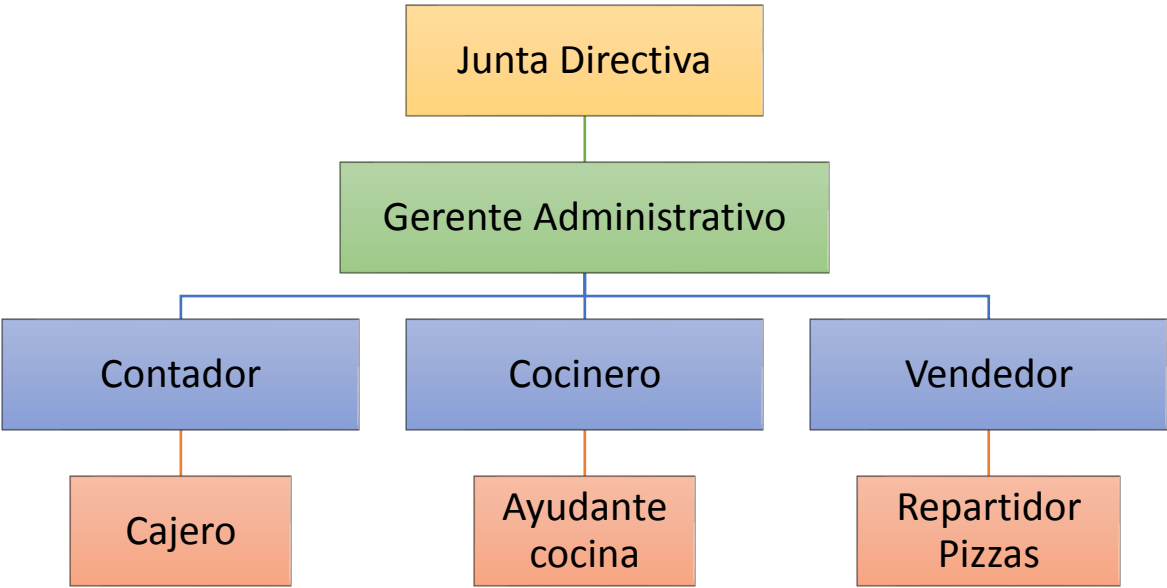 Junta Directiva
Gerente Administrativo
Contador
Cocinero
Vendedor
Cajero
Ayudante
cocina
Repartidor
Pizzas